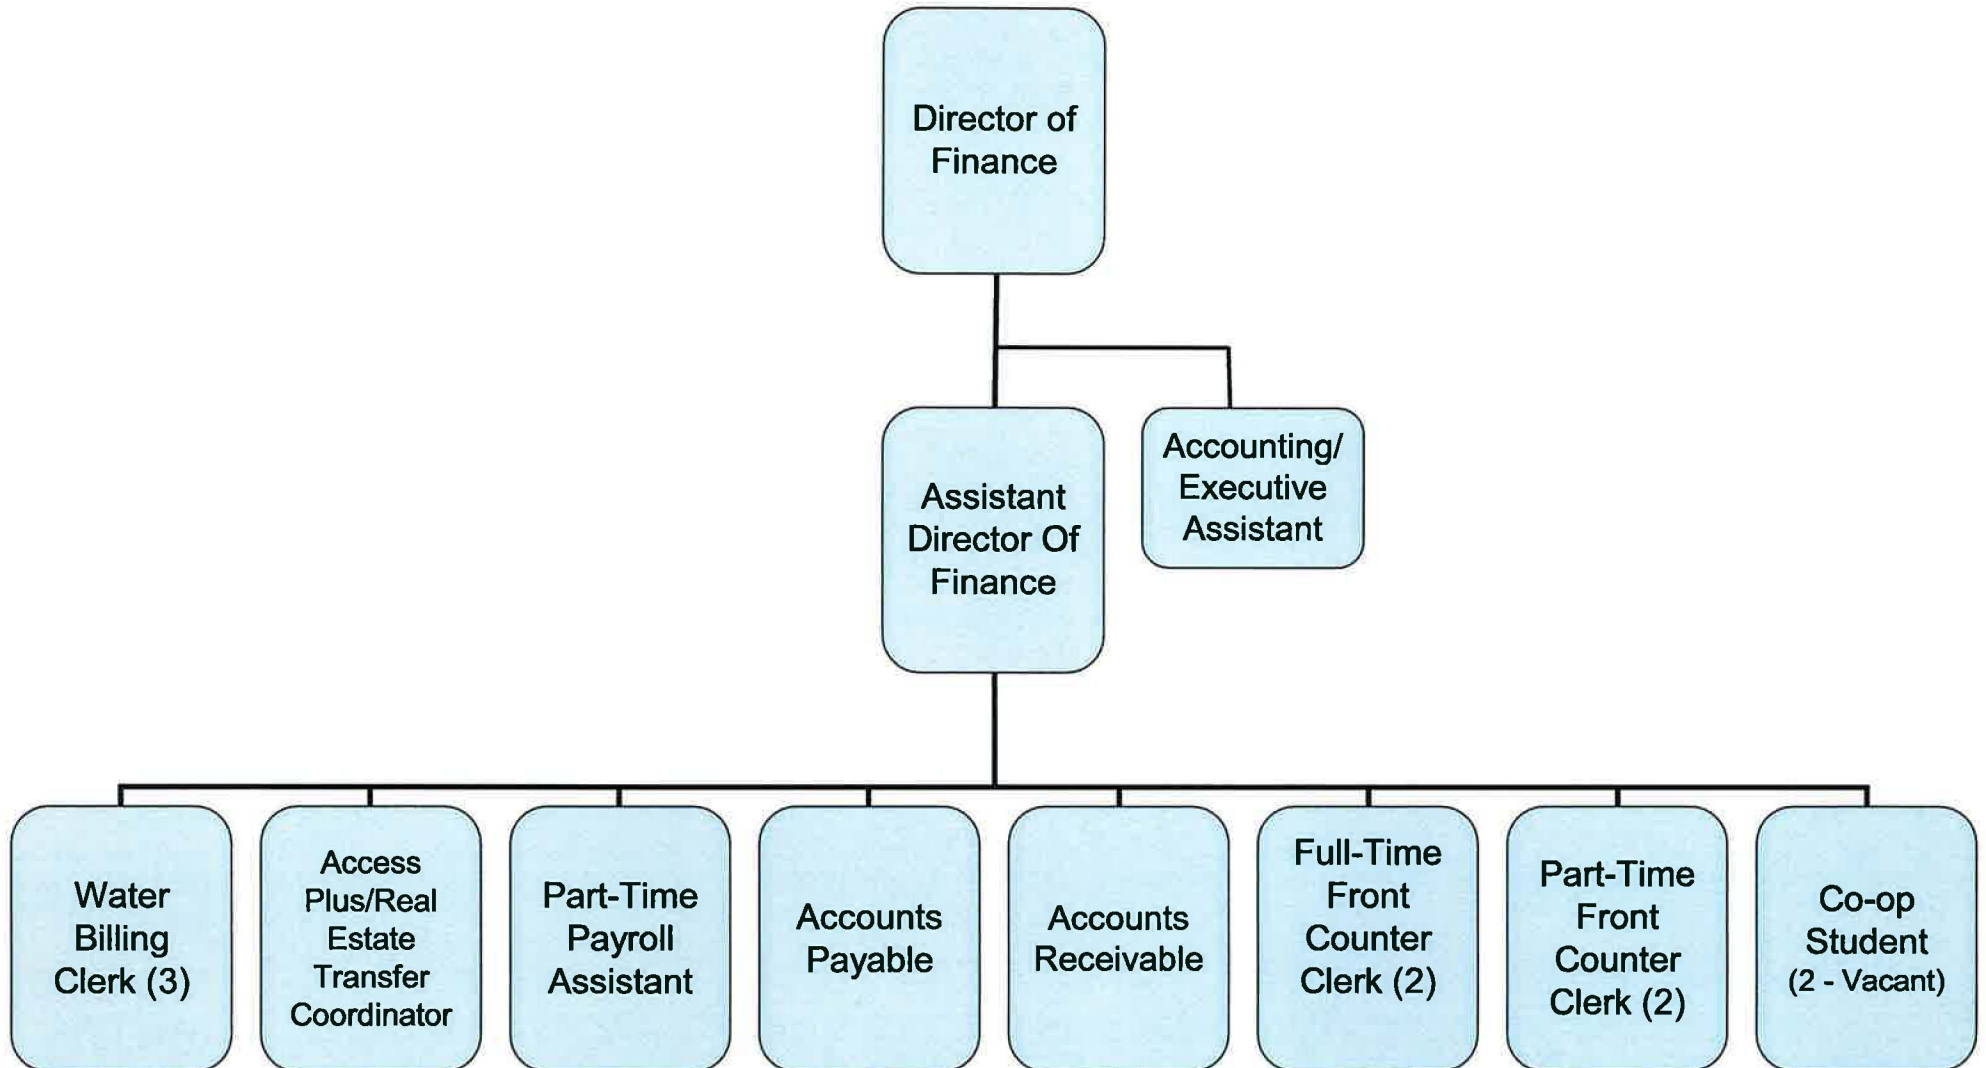 Director of
Finance
Assistant
Director Of
Finance
Accounting/
Executive
Assistant
Water
Billing
Clerk (3)
Access
Plus/Real
Estate
Transfer
Coordinator
Part-Time
Payroll
Assistant
Accounts
Payable
Accounts
Receivable
Full-Time
Front
Counter
Clerk (2)
Part-Time
Front
Counter
Clerk (2)
Co-op
Student
(2 - Vacant)